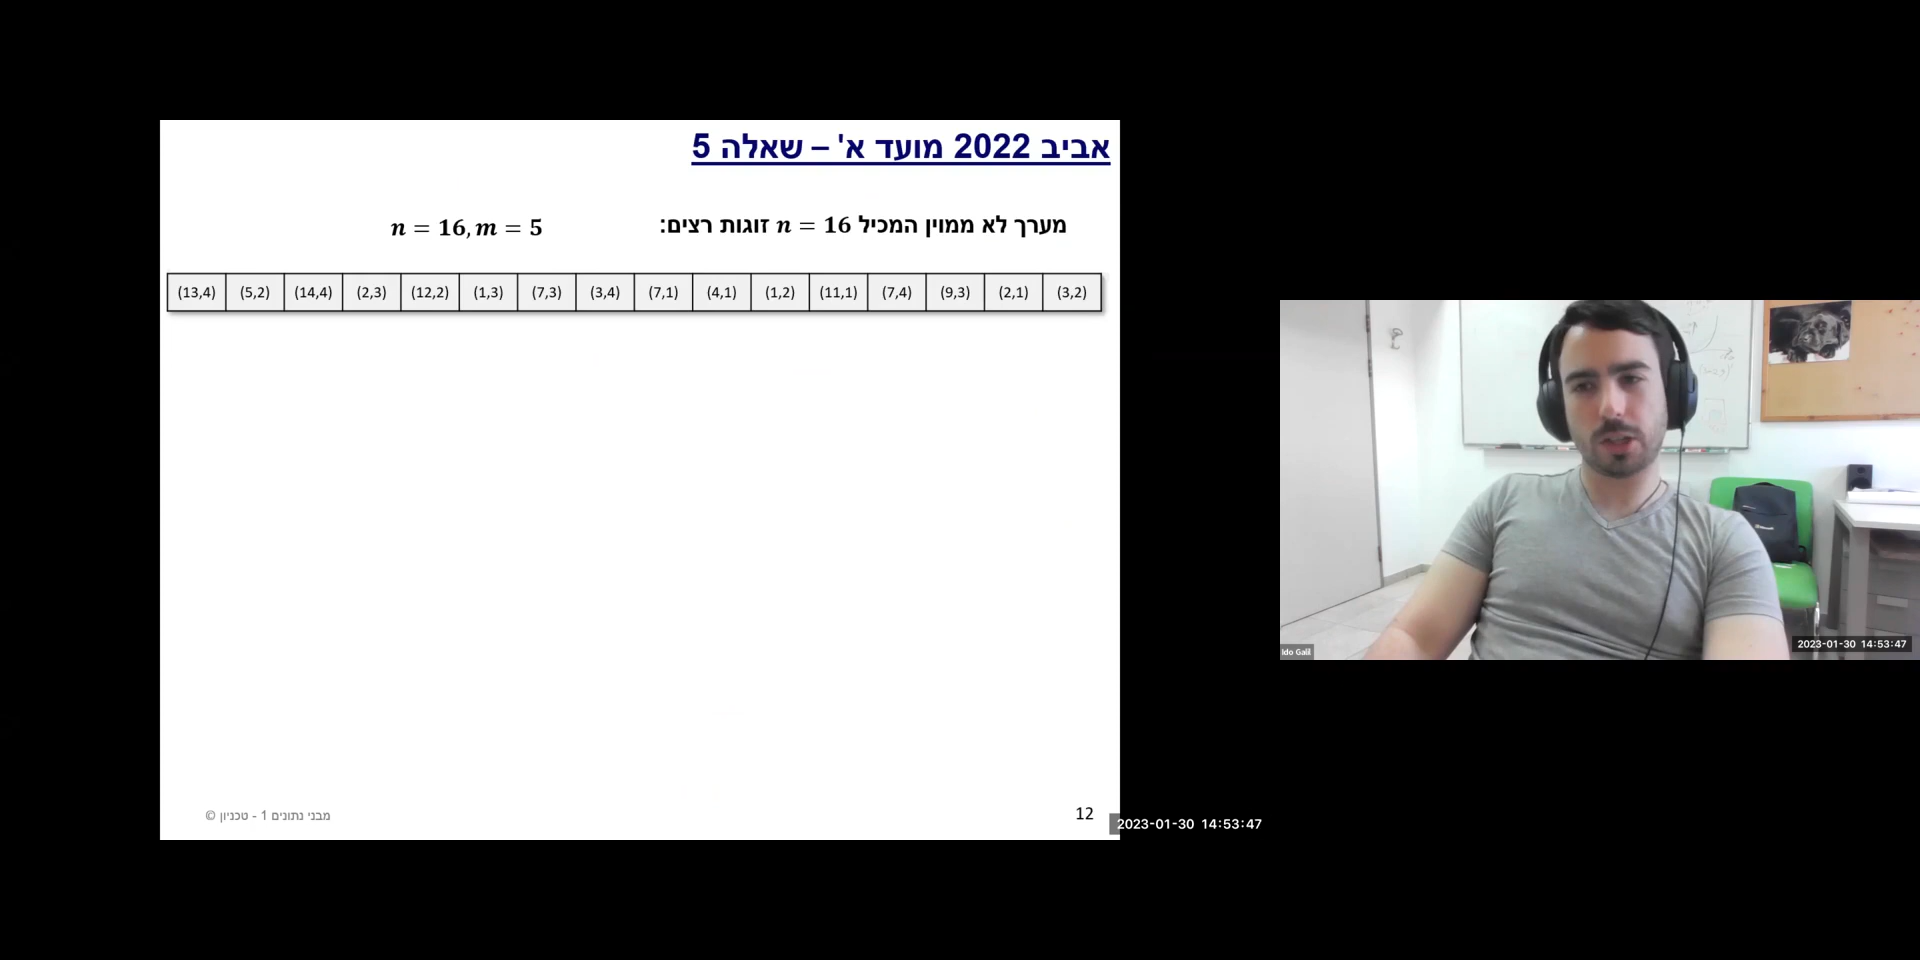 אביב 2022 מועד א' – שאלה 5
מערך לא ממוין המכיל n = 16 זוגות רצים:
n = 16, m = 5
(13,4) (5,2) (14,4) (2,3) (12,2) (1,3) (7,3) (3,4) (7,1) (4,1) (1,2) (11,1) (7,4) (9,3) (2,1) (3,2)
מבני נתונים 1 - טכניון ©
12
2023-01-30 14:53:47
Ido Galil
2023-01-30 14:53:47